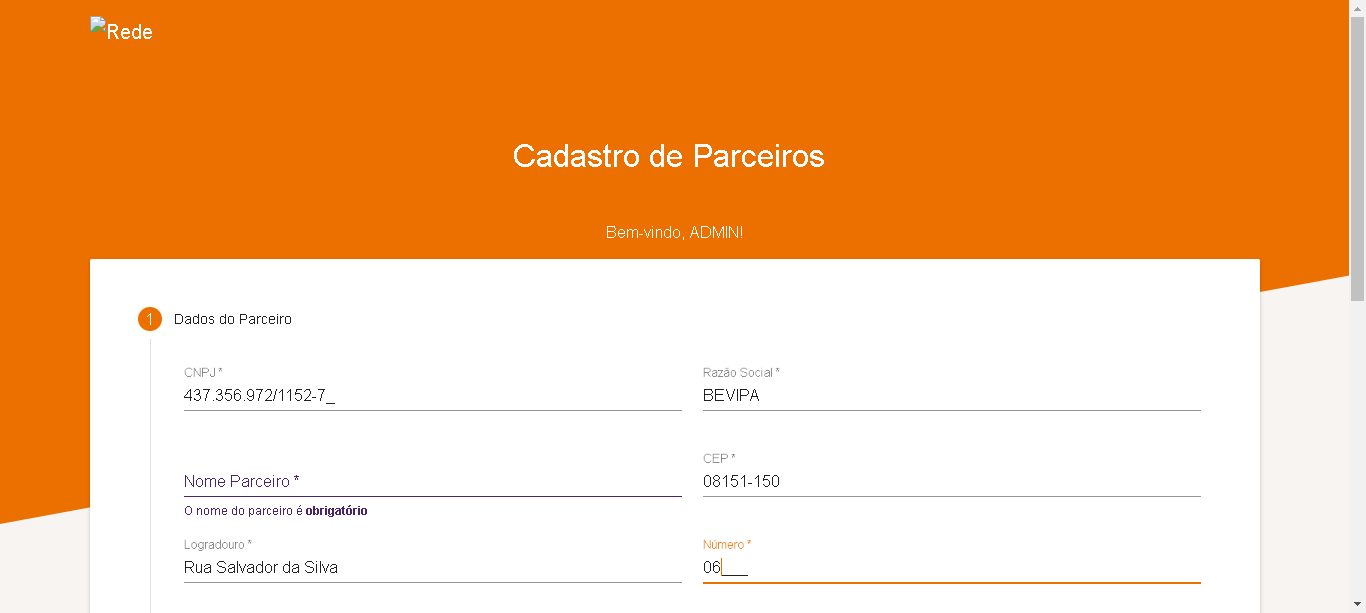 Rede
Cadastro de Parceiros
Bem-vindo, ADMIN!
1 Dados do Parceiro
CNPJ *
437.356.972/1152-7_
Razão Social *
BEVIPA
Nome Parceiro *
O nome do parceiro é obrigatório
CEP *
08151-150
Logradouro *
Rua Salvador da Silva
Número *
06___